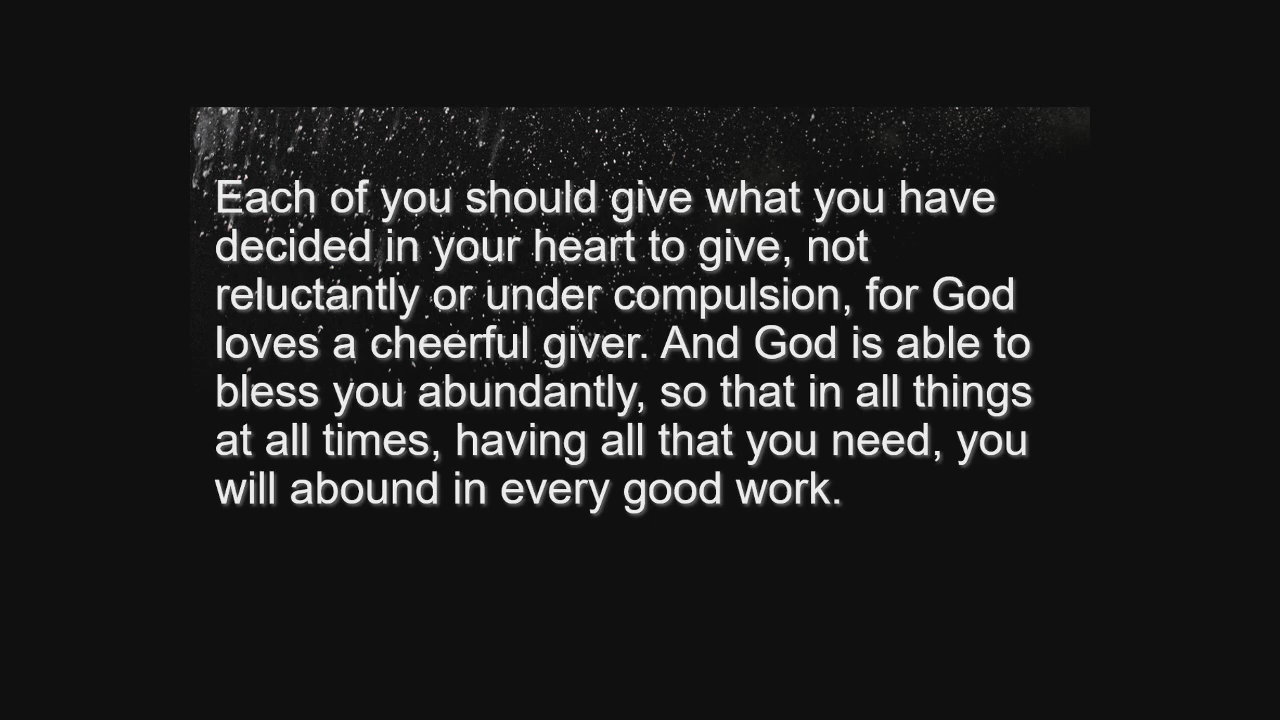 Each of you should give what you have
decided in your heart to give, not
reluctantly or under compulsion, for God
loves a cheerful giver. And God is able to
bless you abundantly, so that in all things
at all times, having all that you need, you
will abound in every good work.